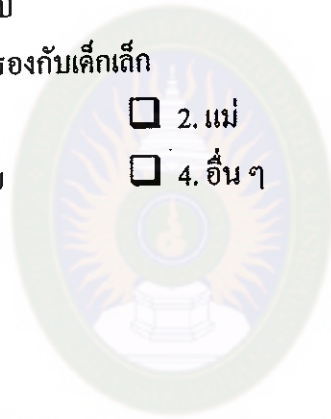 รองกับเด็กเล็ก
☐ 2. แม่
☐ 4. อื่น ๆ